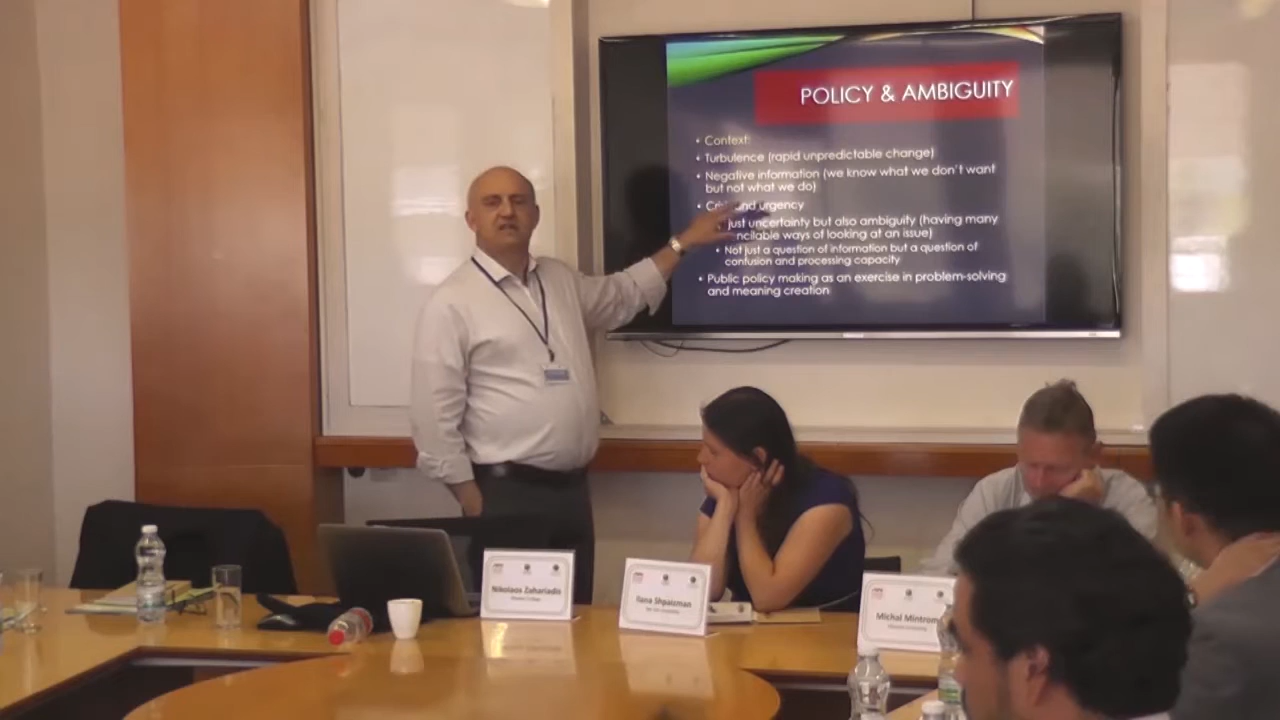 POLICY & AMBIGUITY
• Context:
• Turbulence (rapid unpredictable change)
• Negative information (we know what we don't want
but not what we do)
• and urgency
just uncertainty but also ambiguity (having many
ncilable ways of looking at an issue)
• Not just a question of information but a question of
confusion and processing capacity
• Public policy making as an exercise in problem-solving
and meaning creation
Nikolaos Zahariadis
Ilana Shpaizman
Michal Mintrom